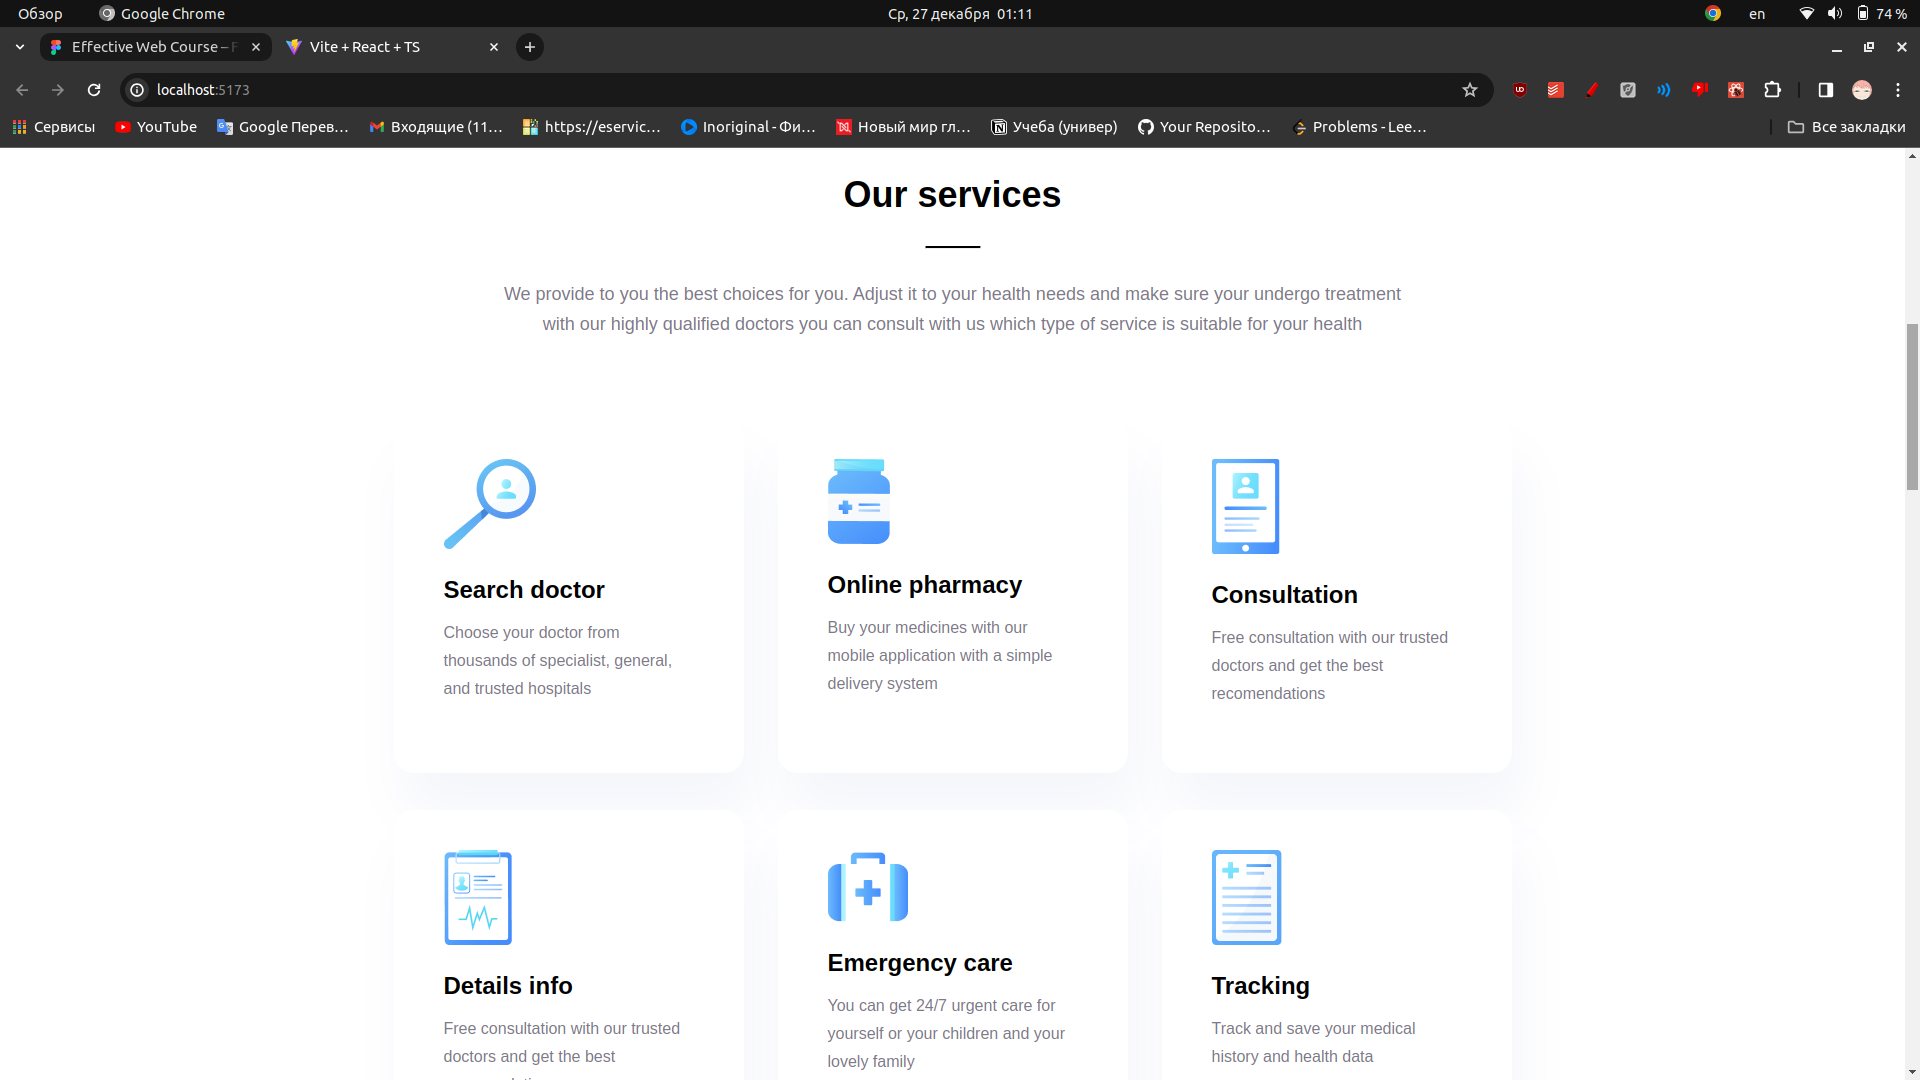 Обзор
Google Chrome
Ср, 27 декабря 01:11
en
74 %
Effective Web Course – F
Vite + React + TS
localhost:5173
Сервисы
YouTube
Google Перев…
Входящие (11…
https://eservic…
Inoriginal - Фи…
Новый мир гл…
Учеба (универ)
Your Reposito…
Problems - Lee…
Все закладки
Our services
We provide to you the best choices for you. Adjust it to your health needs and make sure your undergo treatment
with our highly qualified doctors you can consult with us which type of service is suitable for your health
Search doctor
Choose your doctor from
thousands of specialist, general,
and trusted hospitals
Online pharmacy
Buy your medicines with our
mobile application with a simple
delivery system
Consultation
Free consultation with our trusted
doctors and get the best
recomendations
Details info
Free consultation with our trusted
doctors and get the best
Emergency care
You can get 24/7 urgent care for
yourself or your children and your
lovely family
Tracking
Track and save your medical
history and health data